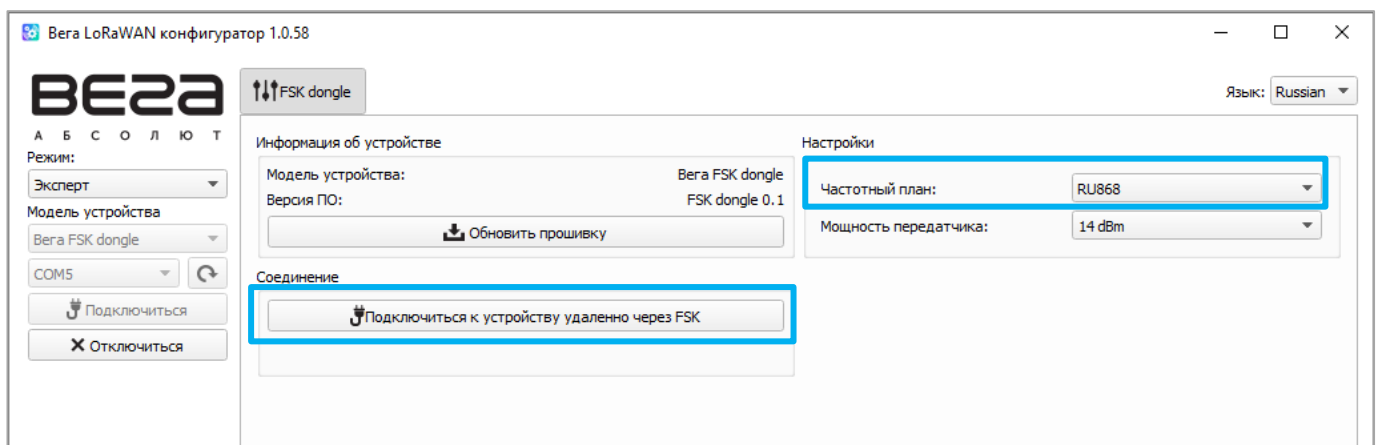 Вега LoRaWAN конфигуратор 1.0.58
ВЕГА
АБСОЛЮТ
Режим:
Эксперт
Модель устройства
Вега FSK dongle
COM5
Подключиться
Отключиться
FSK dongle
Язык: Russian
Информация об устройстве
Модель устройства: Вега FSK dongle
Версия ПО: FSK dongle 0.1
Обновить прошивку
Соединение
Подключиться к устройству удаленно через FSK
Настройки
Частотный план: RU868
Мощность передатчика: 14 dBm